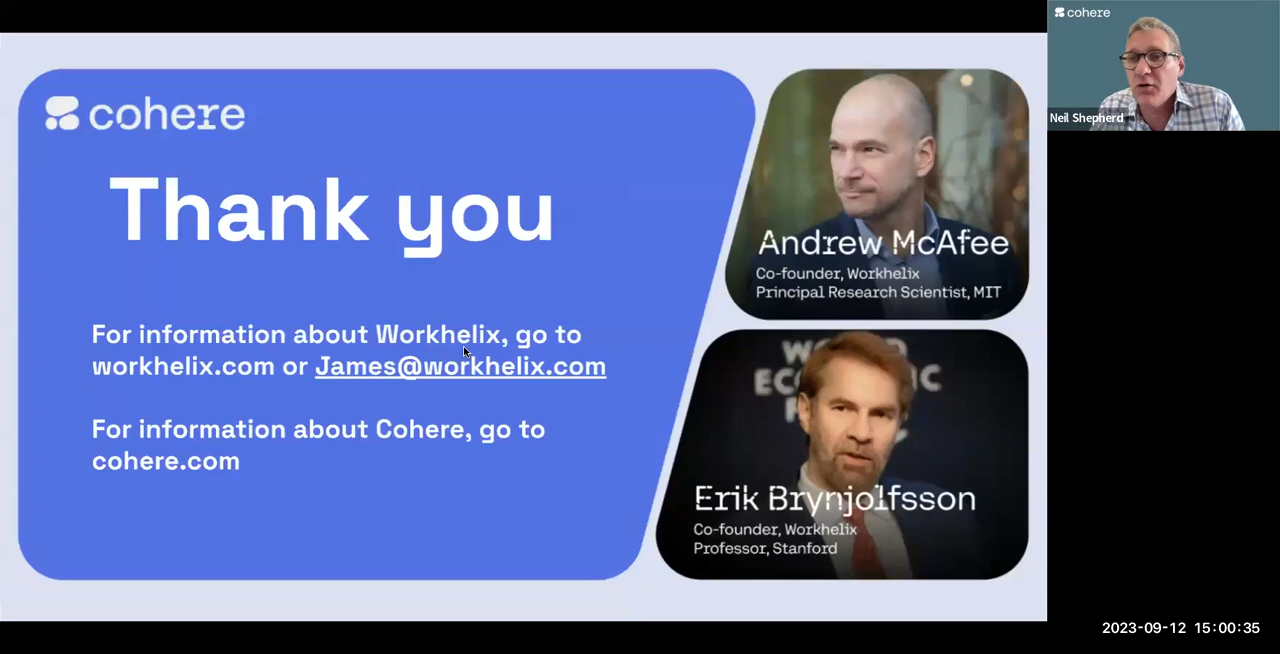 cohere
Thank you
For information about Workhelix, go to
workhelix.com or James@workhelix.com
For information about Cohere, go to
cohere.com
Andrew McAfee
Co-founder, Workhelix
Principal Research Scientist, MIT
WORLD
ECONOMIC
Erik Brynjolfsson
Co-founder, Workhelix
Professor, Stanford
cohere
Neil Shepherd
2023-09-12 15:00:35